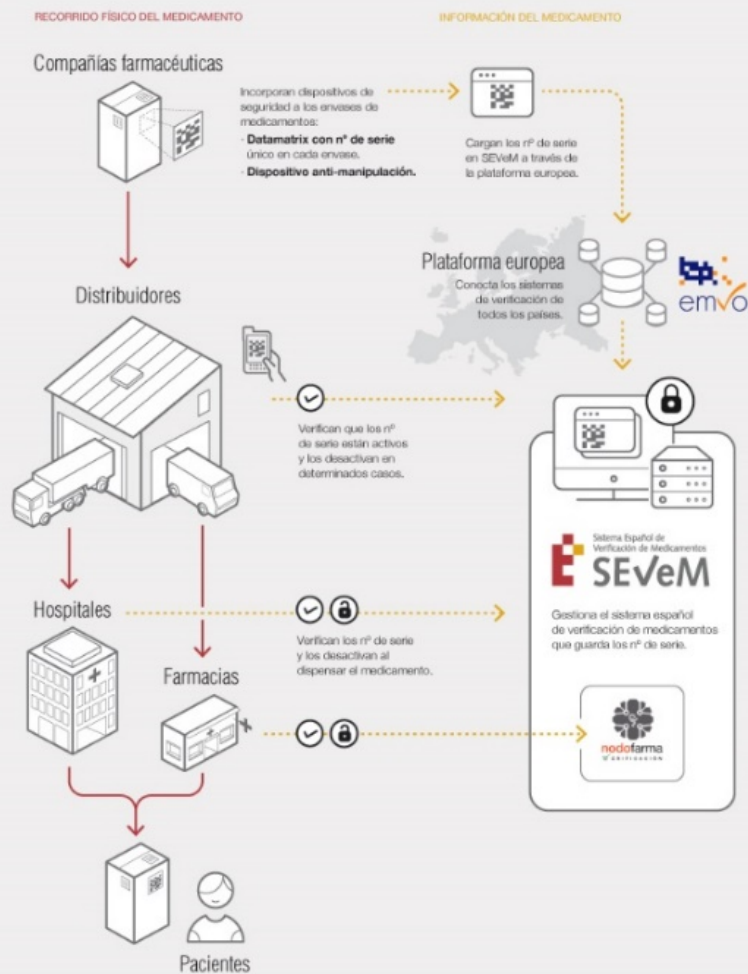 RECORRIDO FÍSICO DEL MEDICAMENTO
INFORMACIÓN DEL MEDICAMENTO
Compañías farmacéuticas
Incorporan dispositivos de
seguridad a los envases de
medicamentos:
· Datamatrix con nº de serie
único en cada envase.
· Dispositivo anti-manipulación.
Cargan los nº de serie
en SEVeM a través de
la plataforma europea.
Plataforma europea
Conecta los sistemas
de verificación de
todos los países.
emvo
Distribuidores
Verifican que los nº
de serie están activos
y los desactivan en
determinados casos.
Sistema Español de
Verificación de Medicamentos
SEVeM
Gestiona el sistema español
de verificación de medicamentos
que guarda los nº de serie.
Hospitales
Verifican los nº de serie
y los desactivan al
dispensar el medicamento.
Farmacias
nodofarma
VERIFICACIÓN
Pacientes